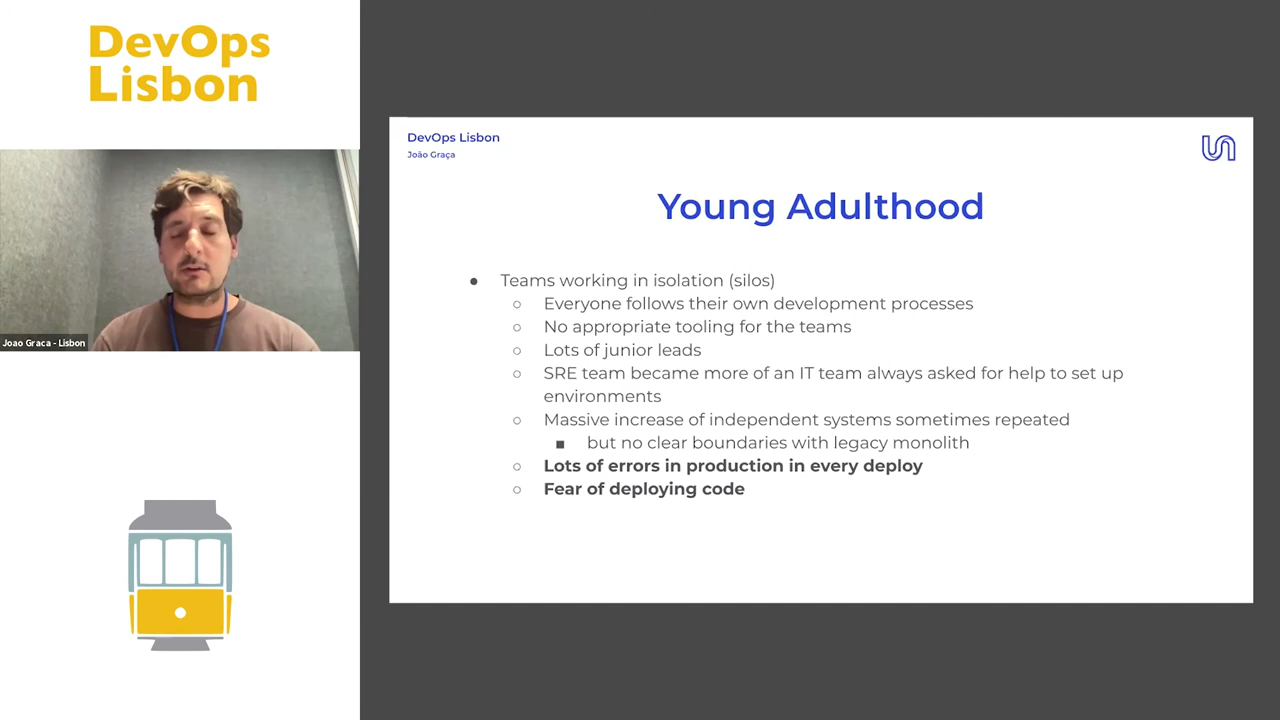 DevOps
Lisbon
Joao Graca - Lisbon
DevOps Lisbon
João Graça
Young Adulthood
● Teams working in isolation (silos)
○ Everyone follows their own development processes
○ No appropriate tooling for the teams
○ Lots of junior leads
○ SRE team became more of an IT team always asked for help to set up
environments
○ Massive increase of independent systems sometimes repeated
■ but no clear boundaries with legacy monolith
○ Lots of errors in production in every deploy
○ Fear of deploying code